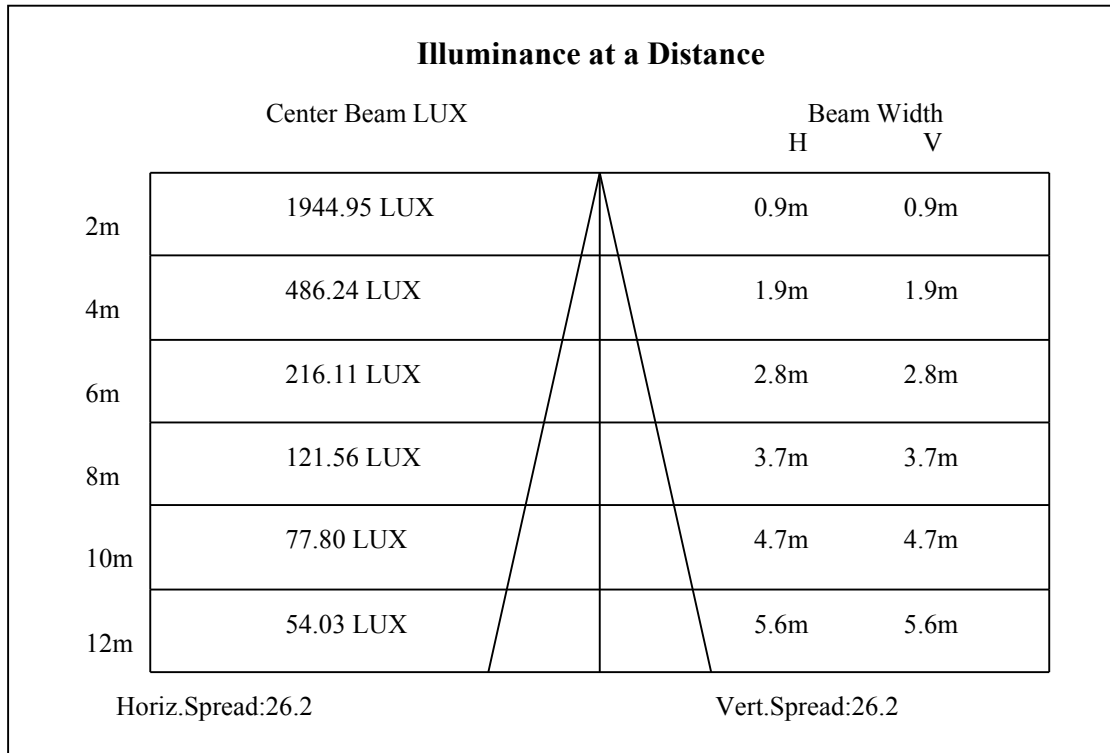 Illuminance at a Distance
Center Beam LUX Beam Width
H V
2m 1944.95 LUX 0.9m 0.9m
4m 486.24 LUX 1.9m 1.9m
6m 216.11 LUX 2.8m 2.8m
8m 121.56 LUX 3.7m 3.7m
10m 77.80 LUX 4.7m 4.7m
12m 54.03 LUX 5.6m 5.6m
Horiz.Spread:26.2 Vert.Spread:26.2